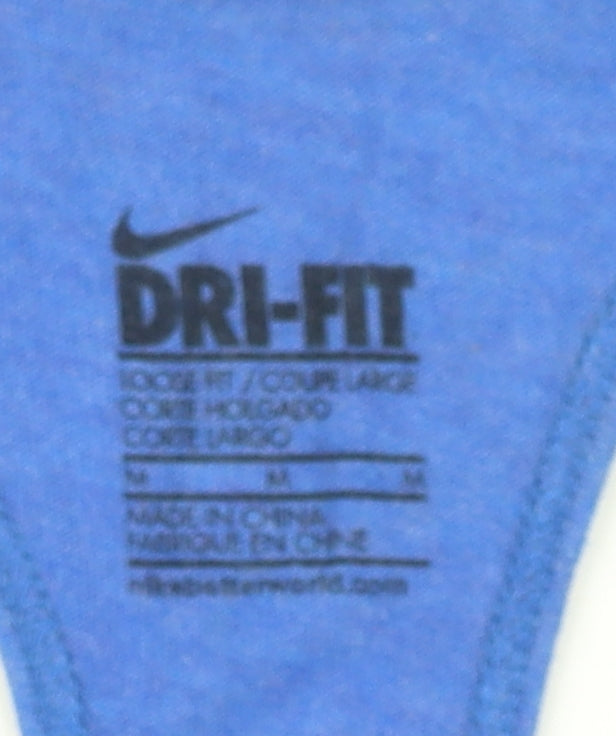 DRI-FIT
LOOSE FIT / COUPE LARGE
CORTE HOLGADO
CORTE LARGO
M M M
MADE IN CHINA
FABRIQUÉ EN CHINE
nikebetterworld.com